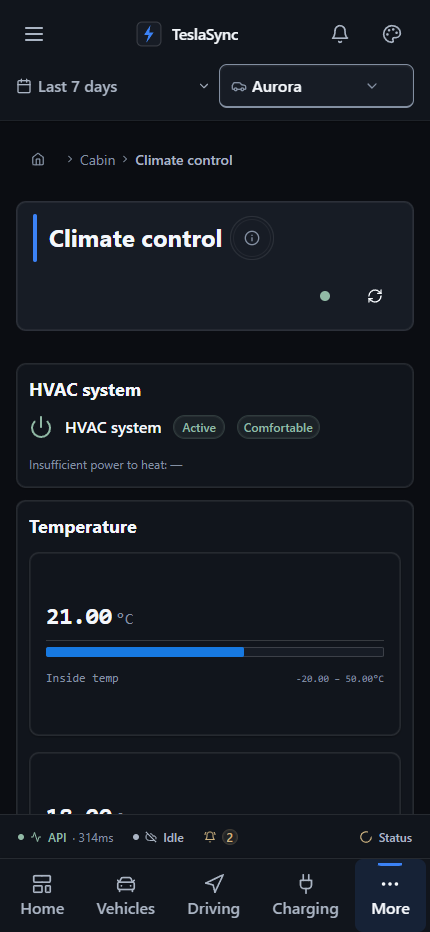 TeslaSync
Last 7 days
Aurora
Cabin
Climate control
Climate control
HVAC system
HVAC system
Active
Comfortable
Insufficient power to heat: —
Temperature
21.00 °C
Inside temp
-20.00 – 50.00°C
API · 314ms
Idle
2
Status
Home
Vehicles
Driving
Charging
More